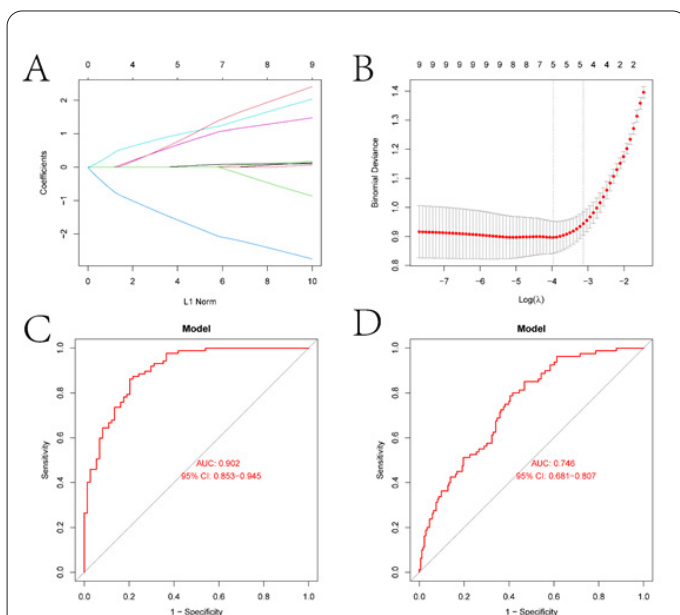 A
0 4 5 7 8 9
Coefficients
2
1
0
−1
−2
0 2 4 6 8 10
L1 Norm
B
9 9 9 9 9 9 9 8 8 7 5 5 4 4 2 2
Binomial Deviance
1.4
1.3
1.2
1.1
1.0
0.9
0.8
−7 −6 −5 −4 −3 −2
Log(λ)
C
Model
Sensitivity
1.0
0.8
0.6
0.4
0.2
0.0
AUC: 0.902
95% CI: 0.853−0.945
0.0 0.2 0.4 0.6 0.8 1.0
1 − Specificity
D
Model
Sensitivity
1.0
0.8
0.6
0.4
0.2
0.0
AUC: 0.746
95% CI: 0.681−0.807
0.0 0.2 0.4 0.6 0.8 1.0
1 − Specificity